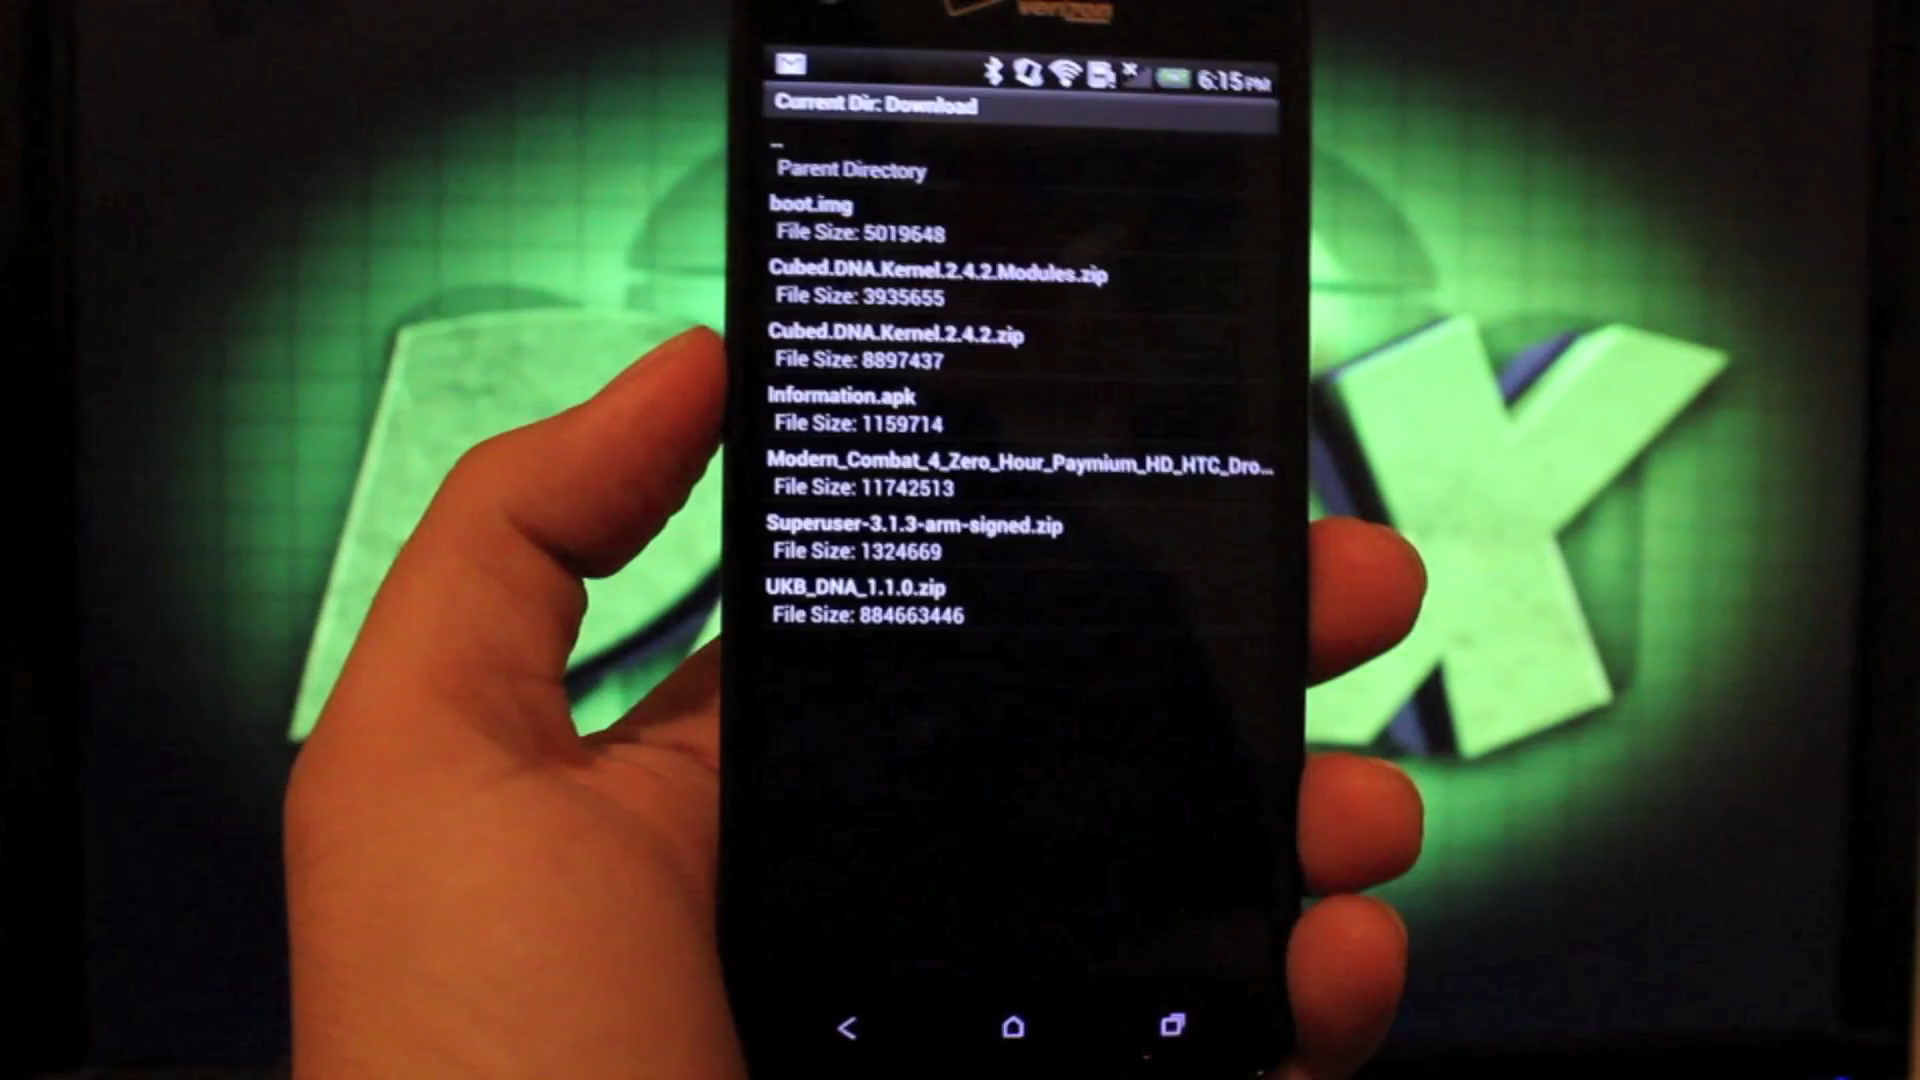 verizon
6:15 PM
Current Dir: Download
..
Parent Directory
boot.img
File Size: 5019648
Cubed.DNA.Kernel.2.4.2.Modules.zip
File Size: 3935655
Cubed.DNA.Kernel.2.4.2.zip
File Size: 8897437
Information.apk
File Size: 1159714
Modern_Combat_4_Zero_Hour_Paymium_HD_HTC_Dro...
File Size: 11742513
Superuser-3.1.3-arm-signed.zip
File Size: 1324669
UKB_DNA_1.1.0.zip
File Size: 884663446
X